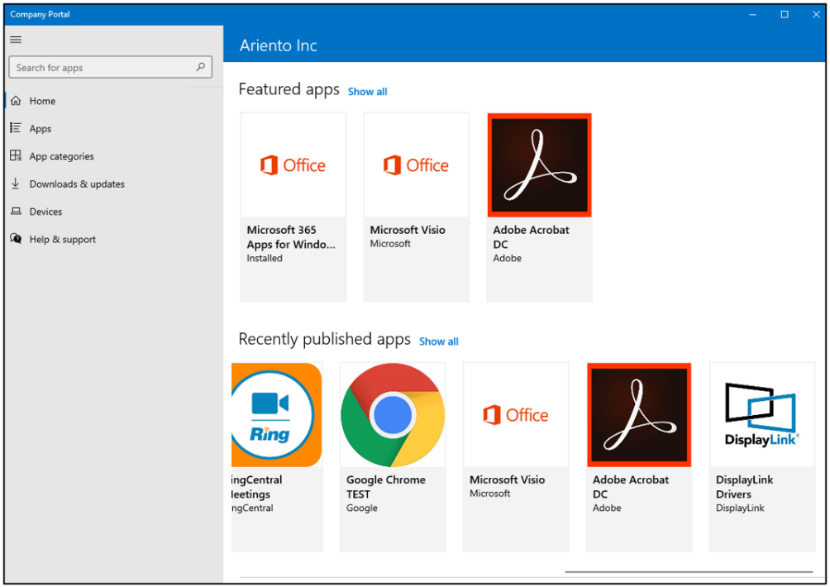 Company Portal
Ariento Inc
Search for apps
Home
Apps
App categories
Downloads & updates
Devices
Help & support
Featured apps Show all
Office
Microsoft 365
Apps for Windo...
Installed
Office
Microsoft Visio
Microsoft
Adobe Acrobat
DC
Adobe
Recently published apps Show all
Ring
ingCentral
Meetings
ngCentral
Google Chrome
TEST
Google
Office
Microsoft Visio
Microsoft
Adobe Acrobat
DC
Adobe
DisplayLink
DisplayLink
Drivers
DisplayLink